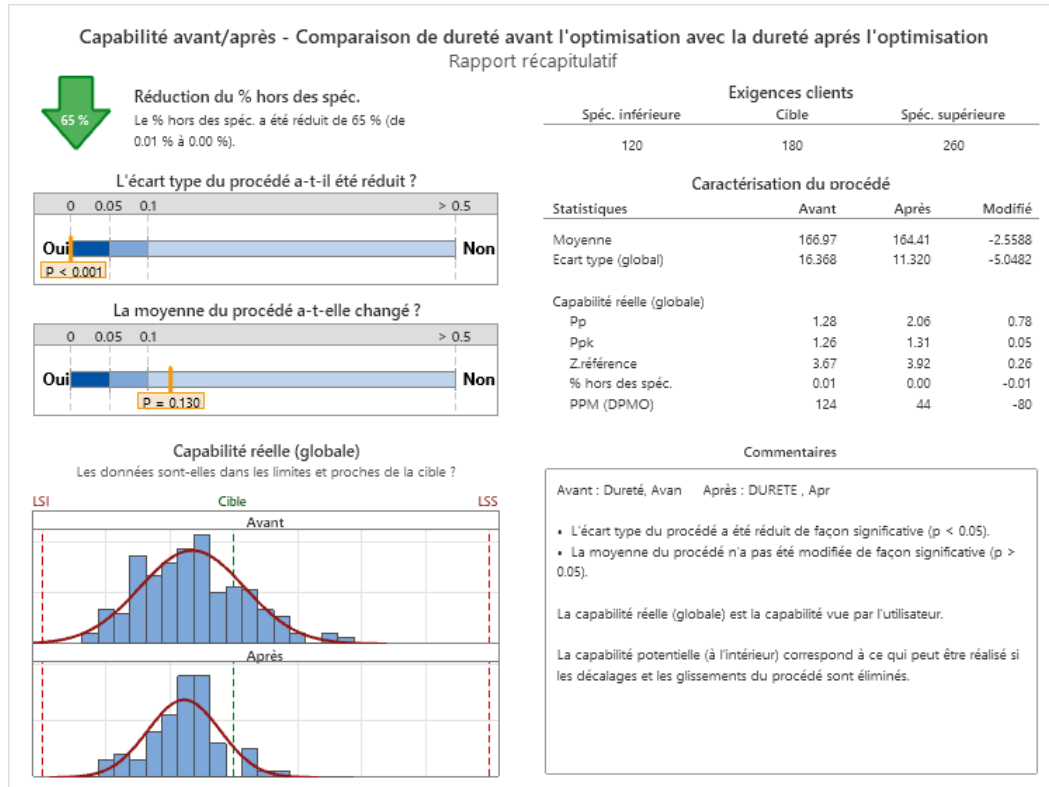 Capabilité avant/après - Comparaison de dureté avant l'optimisation avec la dureté aprés l'optimisation
Rapport récapitulatif
65 %
Réduction du % hors des spéc.
Le % hors des spéc. a été réduit de 65 % (de
0.01 % à 0.00 %).
L'écart type du procédé a-t-il été réduit ?
0 0.05 0.1 > 0.5
Oui Non
P < 0.001
La moyenne du procédé a-t-elle changé ?
0 0.05 0.1 > 0.5
Oui Non
P = 0.130
Capabilité réelle (globale)
Les données sont-elles dans les limites et proches de la cible ?
LSI Cible LSS
Avant
Après
Exigences clients
Spéc. inférieure Cible Spéc. supérieure
120 180 260
Caractérisation du procédé
Statistiques Avant Après Modifié
Moyenne 166.97 164.41 -2.5588
Ecart type (global) 16.368 11.320 -5.0482
Capabilité réelle (globale)
Pp 1.28 2.06 0.78
Ppk 1.26 1.31 0.05
Z.référence 3.67 3.92 0.26
% hors des spéc. 0.01 0.00 -0.01
PPM (DPMO) 124 44 -80
Commentaires
Avant : Dureté, Avan Après : DURETE , Apr
• L'écart type du procédé a été réduit de façon significative (p < 0.05).
• La moyenne du procédé n'a pas été modifiée de façon significative (p >
0.05).
La capabilité réelle (globale) est la capabilité vue par l'utilisateur.
La capabilité potentielle (à l'intérieur) correspond à ce qui peut être réalisé si
les décalages et les glissements du procédé sont éliminés.